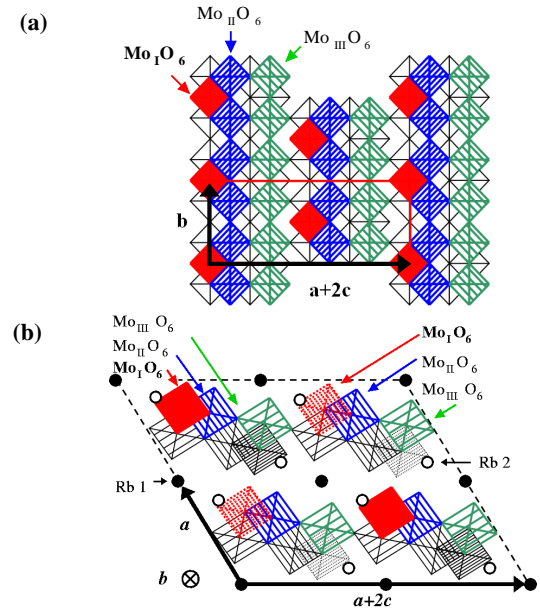 (a)
Mo II O 6
Mo III O 6
Mo I O 6
b
a+2c
(b)
Mo III O 6
Mo II O 6
Mo I O 6
Mo I O 6
Mo II O 6
Mo III O 6
Rb 1
Rb 2
a
b
a+2c